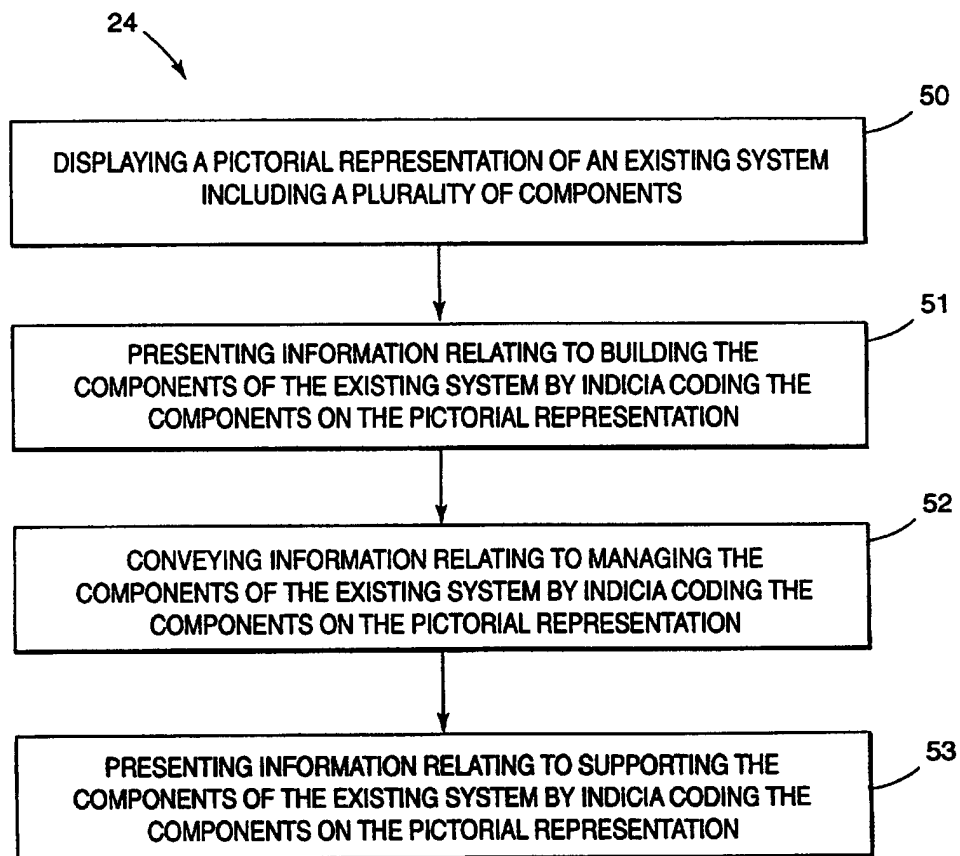 24
50
DISPLAYING A PICTORIAL REPRESENTATION OF AN EXISTING SYSTEM
INCLUDING A PLURALITY OF COMPONENTS
51
PRESENTING INFORMATION RELATING TO BUILDING THE
COMPONENTS OF THE EXISTING SYSTEM BY INDICIA CODING THE
COMPONENTS ON THE PICTORIAL REPRESENTATION
52
CONVEYING INFORMATION RELATING TO MANAGING THE
COMPONENTS OF THE EXISTING SYSTEM BY INDICIA CODING THE
COMPONENTS ON THE PICTORIAL REPRESENTATION
53
PRESENTING INFORMATION RELATING TO SUPPORTING THE
COMPONENTS OF THE EXISTING SYSTEM BY INDICIA CODING THE
COMPONENTS ON THE PICTORIAL REPRESENTATION